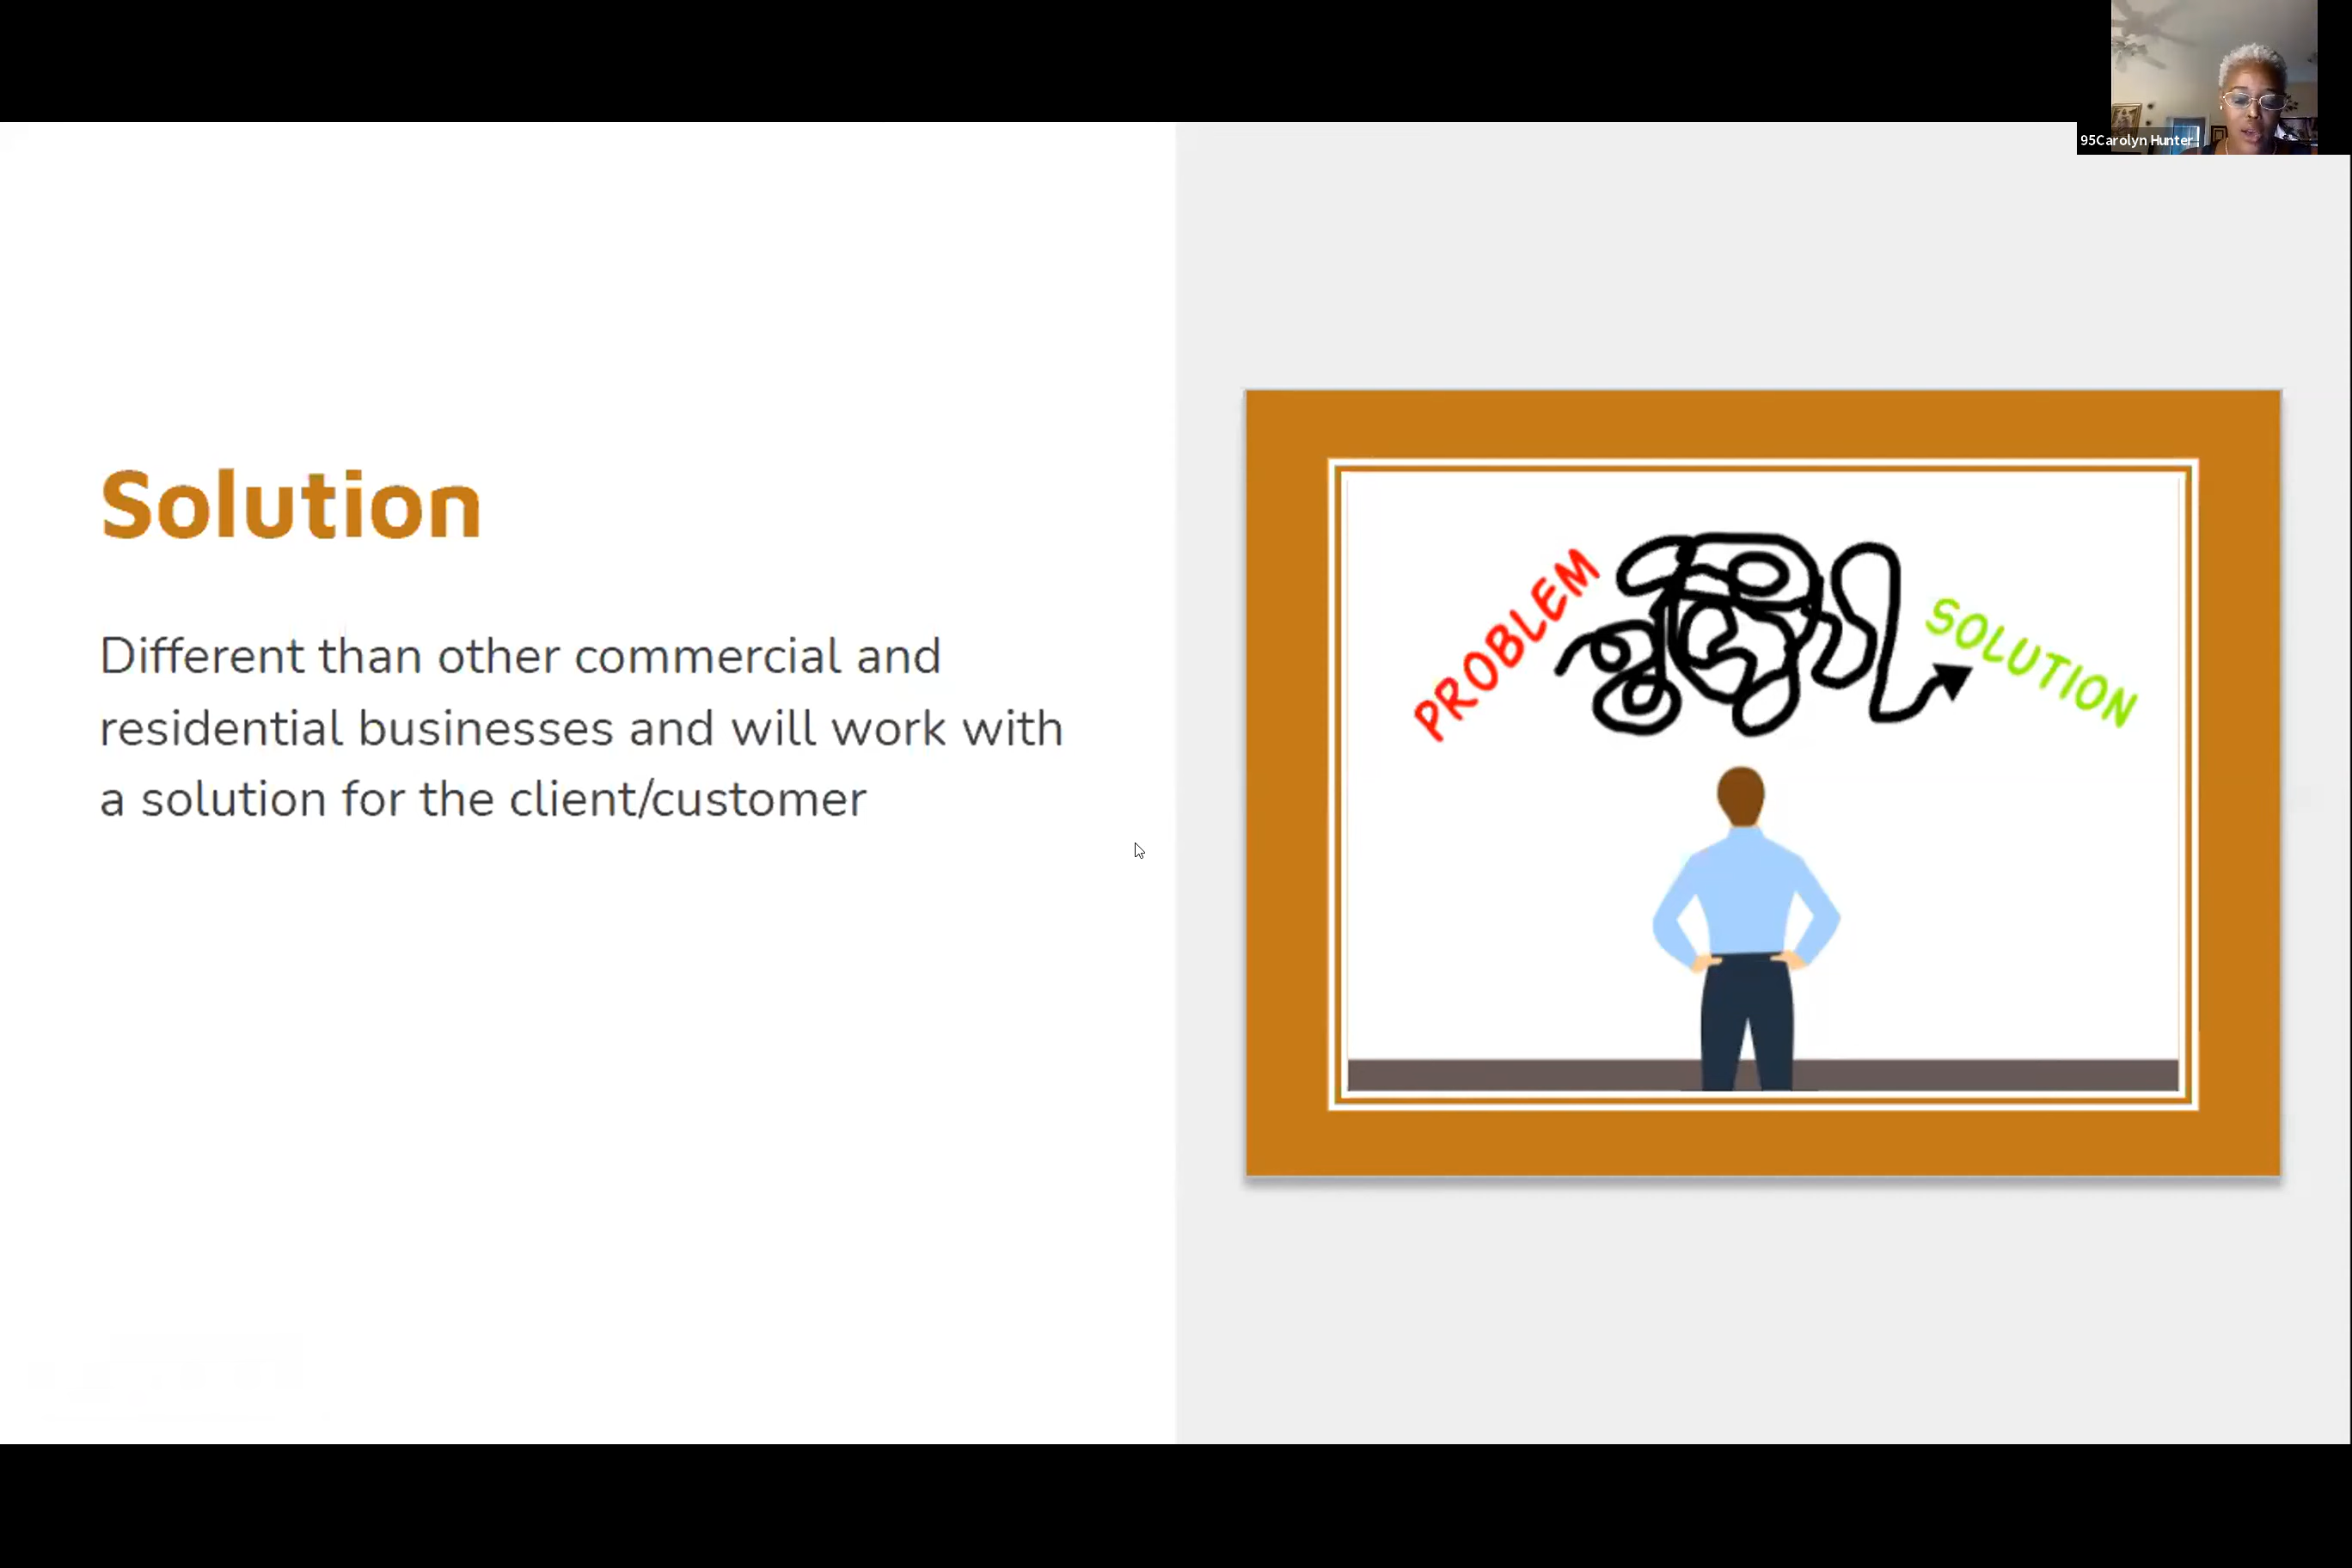 95Carolyn Hunter
Solution
Different than other commercial and
residential businesses and will work with
a solution for the client/customer
PROBLEM
SOLUTION